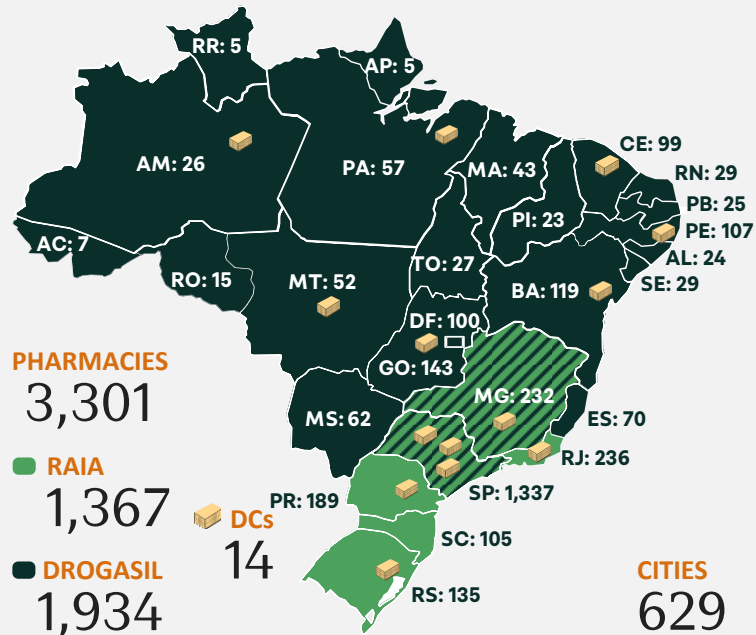 RR: 5
AP: 5
CE: 99
AM: 26
PA: 57
MA: 43
RN: 29
PB: 25
PI: 23
PE: 107
AC: 7
AL: 24
TO: 27
RO: 15
MT: 52
SE: 29
BA: 119
DF: 100
GO: 143
PHARMACIES
3,301
MG: 232
MS: 62
ES: 70
RJ: 236
RAIA
1,367
SP: 1,337
PR: 189
DCs
14
SC: 105
DROGASIL
1,934
RS: 135
CITIES
629